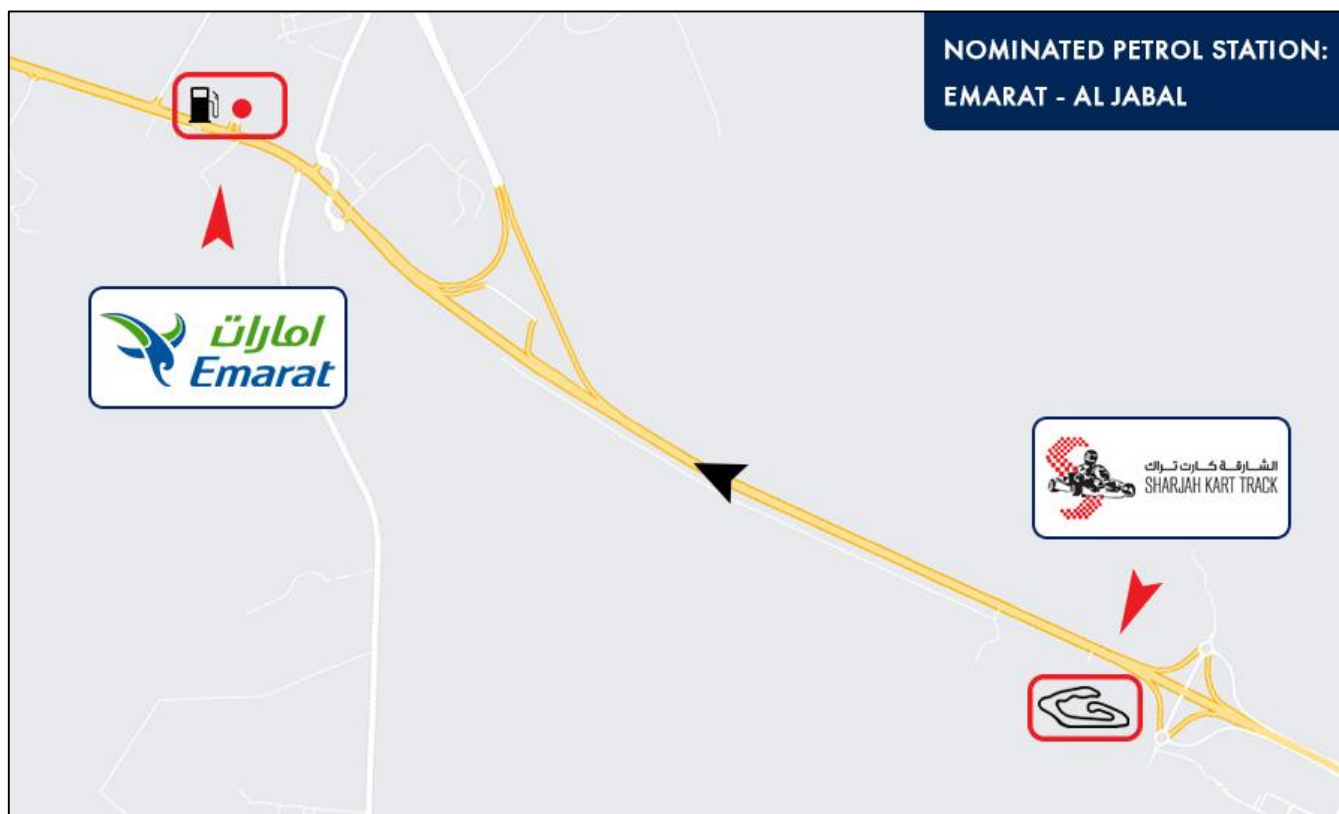 NOMINATED PETROL STATION:
EMARAT - AL JABAL
امارات
Emarat
الشارقة كارت تراك
SHARJAH KART TRACK